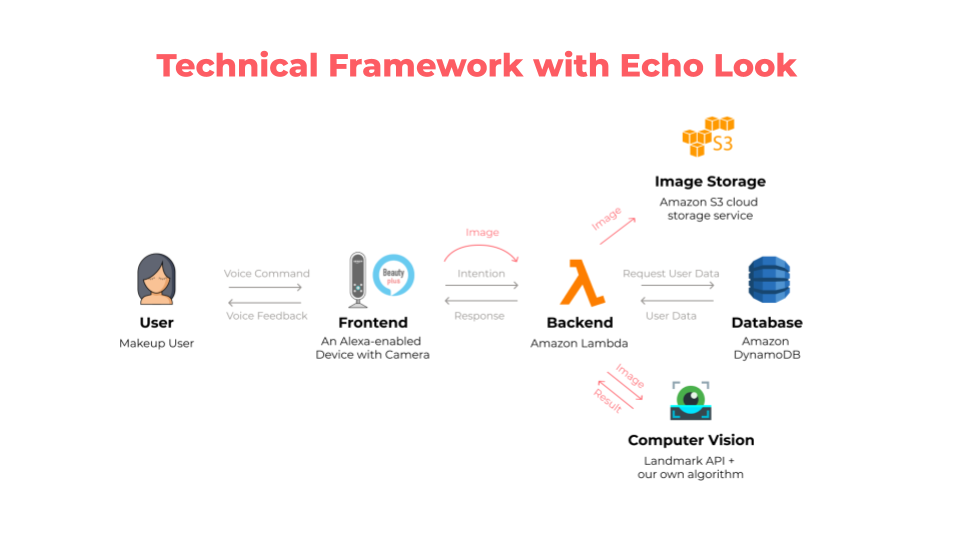 Technical Framework with Echo Look
S3
Image Storage
Amazon S3 cloud
storage service
Image
Image
Voice Command
Voice Feedback
Beauty
plus
Intention
Response
Request User Data
User Data
User
Makeup User
Frontend
An Alexa-enabled
Device with Camera
Backend
Amazon Lambda
Database
Amazon
DynamoDB
Image
Result
Computer Vision
Landmark API +
our own algorithm